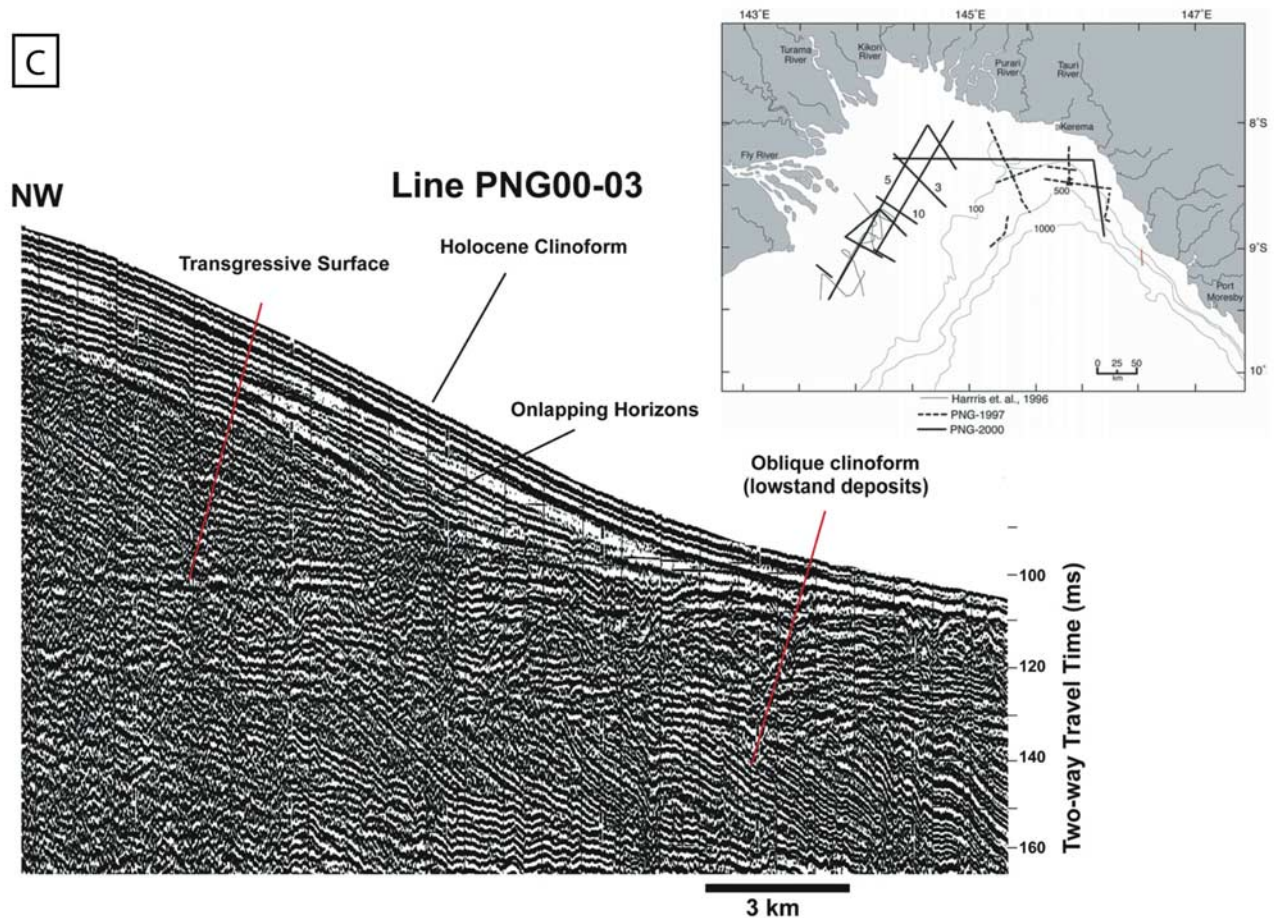 C
NW
Line PNG00-03
Transgressive Surface
Holocene Clinoform
Onlapping Horizons
Oblique clinoform
(lowstand deposits)
100
120
140
160
Two-way Travel Time (ms)
3 km
143°E
145°E
147°E
Turama
River
Kikori
River
Purari
River
Tauri
River
Kerema
8°S
Fly River
5
3
10
100
500
1000
9°S
Port
Moresby
0 25 50
km
10°
Harrris et. al., 1996
PNG-1997
PNG-2000